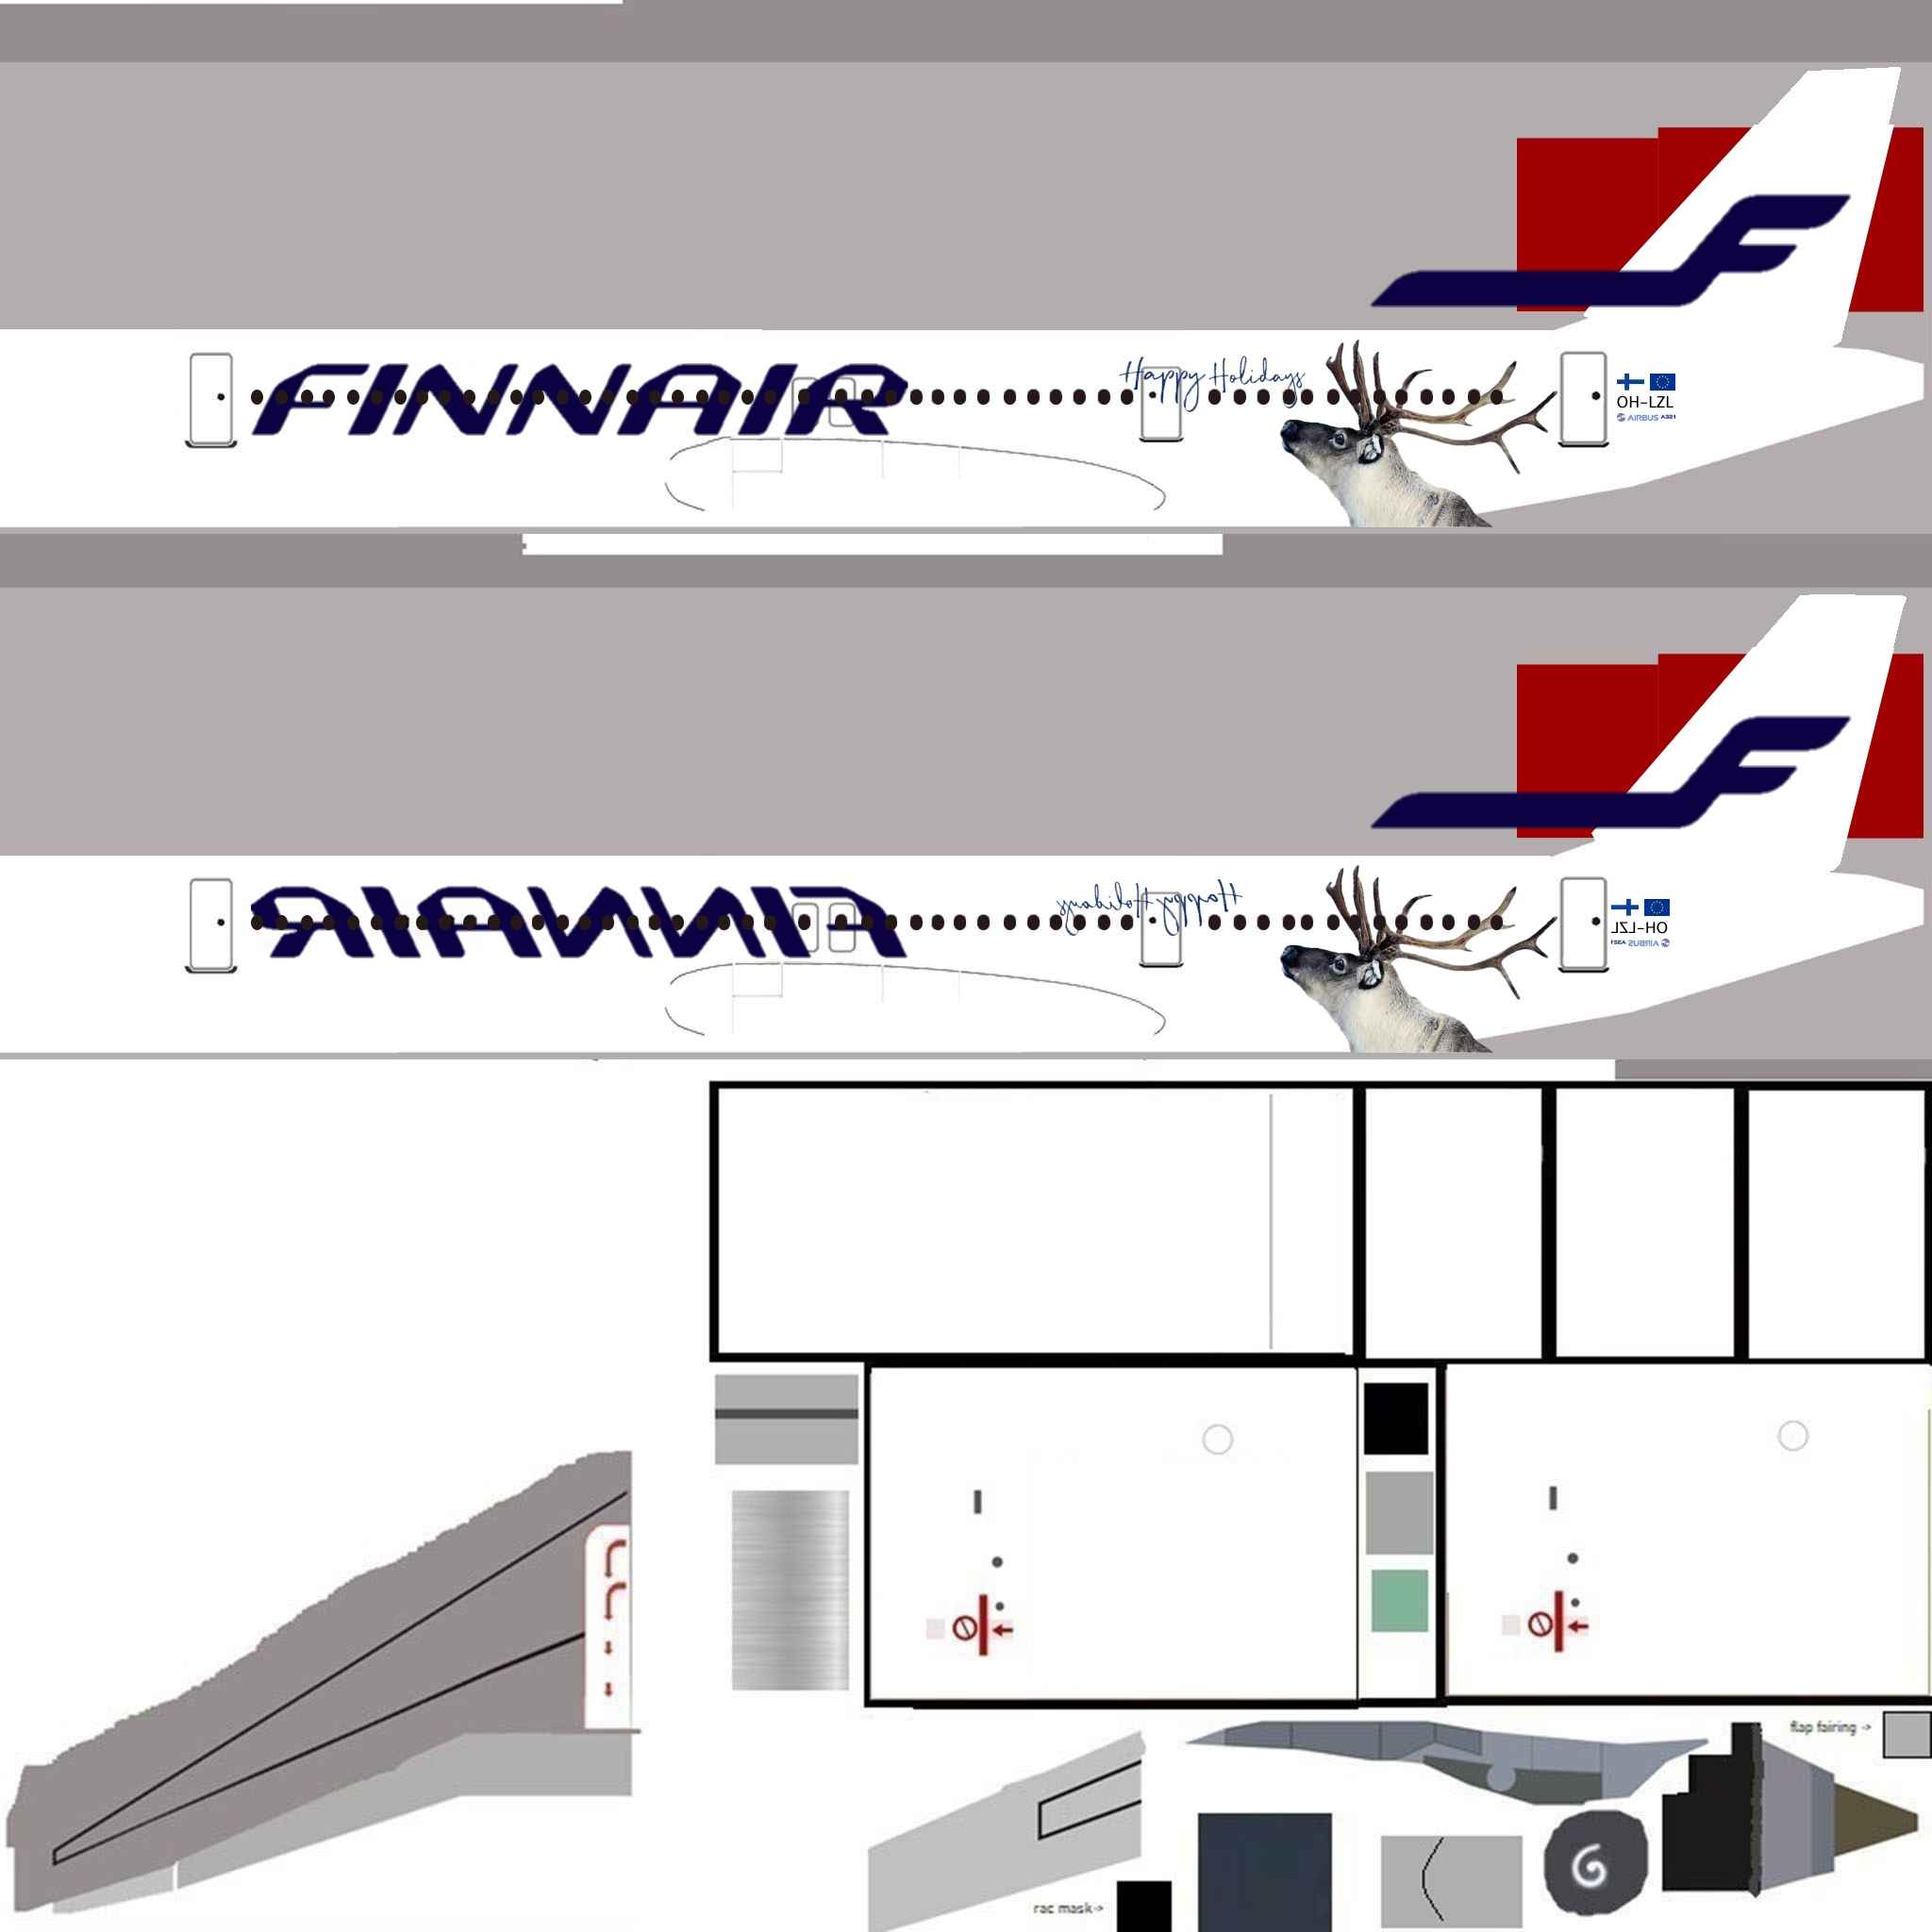 FINNAIR
Happy Holidays
OH-LZL
AIRBUS A321
FINNAIR
Happy Holidays
OH-LZL
AIRBUS A321
flap fairing ->
rac mask->